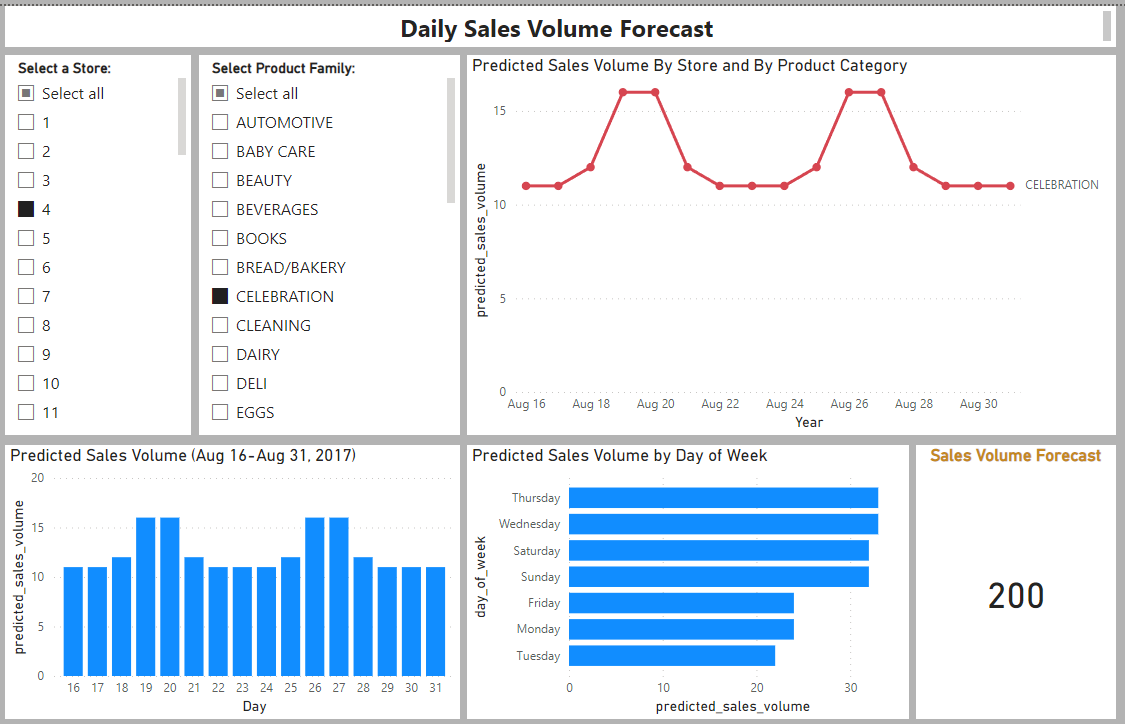 Daily Sales Volume Forecast
Select a Store:
Select all
1
2
3
4
5
6
7
8
9
10
11
Select Product Family:
Select all
AUTOMOTIVE
BABY CARE
BEAUTY
BEVERAGES
BOOKS
BREAD/BAKERY
CELEBRATION
CLEANING
DAIRY
DELI
EGGS
Predicted Sales Volume By Store and By Product Category
predicted_sales_volume
15
10
5
0
CELEBRATION
Aug 16 Aug 18 Aug 20 Aug 22 Aug 24 Aug 26 Aug 28 Aug 30
Year
Predicted Sales Volume (Aug 16-Aug 31, 2017)
predicted_sales_volume
20
15
10
5
0
16 17 18 19 20 21 22 23 24 25 26 27 28 29 30 31
Day
Predicted Sales Volume by Day of Week
day_of_week
Thursday
Wednesday
Saturday
Sunday
Friday
Monday
Tuesday
0 10 20 30
predicted_sales_volume
Sales Volume Forecast
200